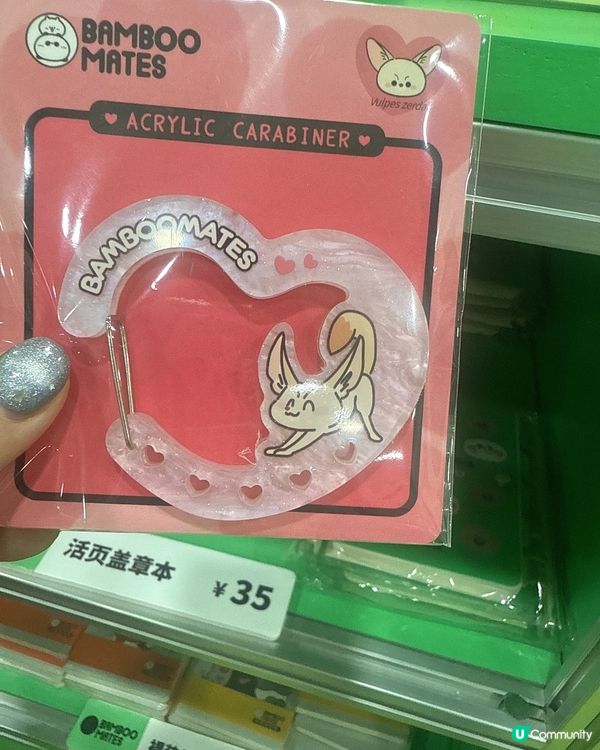 BAMBOO
MATES
Vulpes zerda
ACRYLIC CARABINER
BAMBOOMATES
活页盖章本
¥35
BAMBOO
MATES
U Community